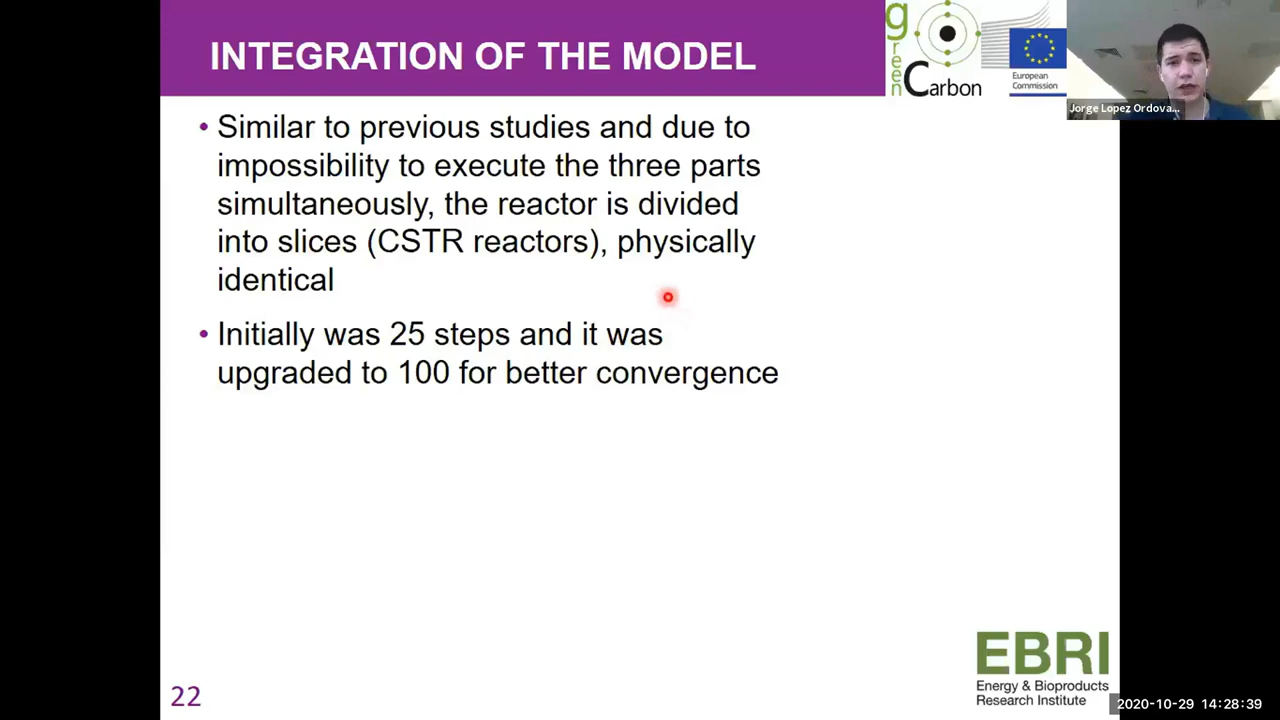 INTEGRATION OF THE MODEL
green
Carbon
European
Commission
Jorge Lopez Ordova...
• Similar to previous studies and due to
impossibility to execute the three parts
simultaneously, the reactor is divided
into slices (CSTR reactors), physically
identical
• Initially was 25 steps and it was
upgraded to 100 for better convergence
22
EBRI
Energy & Bioproducts
Research Institute
2020-10-29 14:28:39